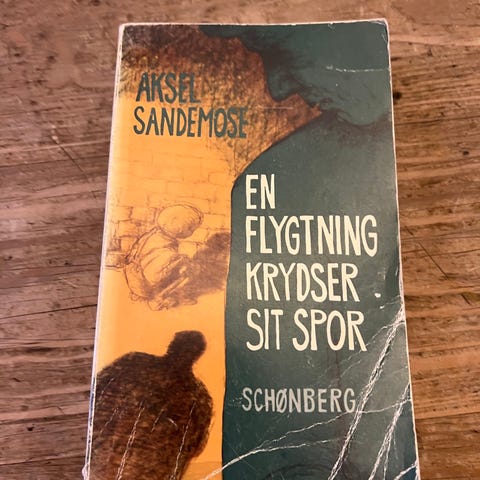 AKSEL
SANDEMOSE
EN
FLYGTNING
KRYDSER
SIT SPOR
SCHØNBERG